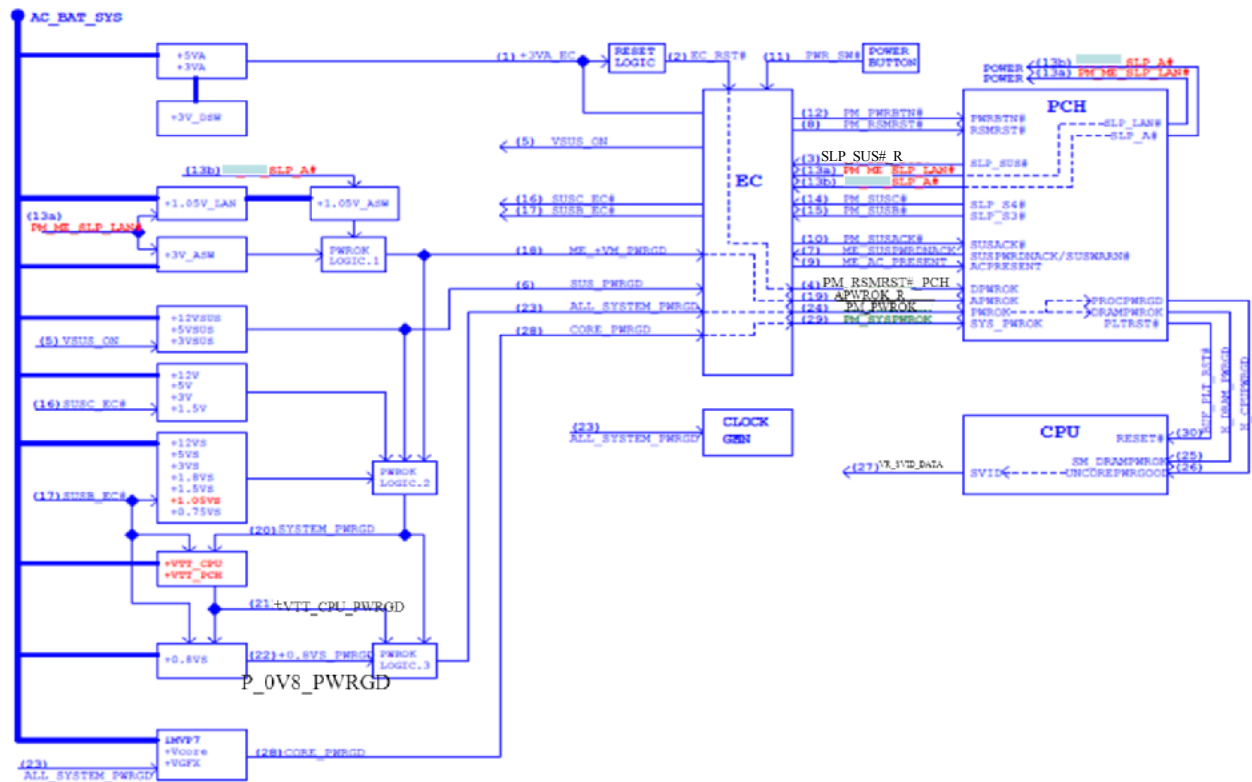 AC_BAT_SYS
+5VA
+3VA
+3V_DSW
(1) +3VA_EC
RESET
LOGIC
(2) EC_RST#
(11) PWR_SW#
POWER
BUTTON
POWER (13b) SLP_A#
POWER (13a) PM_ME_SLP_LAN#
PCH
EC
(12) PM_PWRBTN#
PWRBTN#
(8) PM_RSMRST#
RSMRST#
SLP_LAN#
SLP_A#
(5) VSUS_ON
(3) SLP_SUS#_R
SLP_SUS#
(13a) PM_ME_SLP_LAN#
(13b) SLP_A#
(16) SUSC_EC#
(17) SUSB_EC#
(14) PM_SUSC#
SLP_S4#
(15) PM_SUSB#
SLP_S3#
(10) PM_SUSACK#
SUSACK#
(7) ME_SUSPWRDNACK
SUSPWRDNACK/SUSWARN#
(9) ME_AC_PRESENT
ACPRESENT
(4) PM_RSMRST#_PCH
DPWROK
(19) APWROK_R
APWROK
(24) PM_PWROK
PWROK
(29) PM_SYSPWROK
SYS_PWROK
PROCPWRGD
DRAMPWROK
PLTRST#
(13b) SLP_A#
+1.05V_LAN
+1.05V_ASW
(13a)
PM_ME_SLP_LAN#
+3V_ASW
PWROK
LOGIC.1
(18) ME_+VM_PWRGD
(6) SUS_PWRGD
(23) ALL_SYSTEM_PWRGD
(28) CORE_PWRGD
+12VSUS
+5VSUS
+3VSUS
(5) VSUS_ON
+12V
+5V
+3V
+1.5V
(16) SUSC_EC#
+12VS
+5VS
+3VS
+1.8VS
+1.5VS
+1.05VS
+0.75VS
(17) SUSB_EC#
PWROK
LOGIC.2
(20) SYSTEM_PWRGD
+VTT_CPU
+VTT_PCH
(21) +VTT_CPU_PWRGD
+0.8VS
(22) +0.8VS_PWRGD
P_0V8_PWRGD
PWROK
LOGIC.3
iMVP7
+Vcore
+VGFX
(28) CORE_PWRGD
(23)
ALL_SYSTEM_PWRGD
(23)
ALL_SYSTEM_PWRGD
CLOCK
GEN
BUF_PLT_RST#
H_DRAM_PWRGD
H_CPUPWRGD
CPU
RESET#
(30)
SM_DRAMPWROK
(25)
(27) VR_SVID_DATA
SVID
UNCOREPWRGOOD
(26)